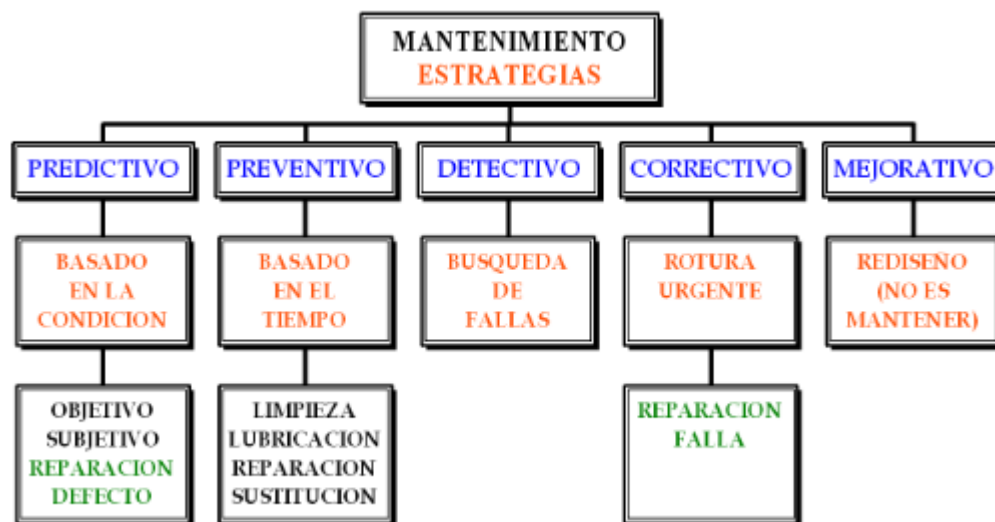 MANTENIMIENTO
ESTRATEGIAS
PREDICTIVO
PREVENTIVO
DETECTIVO
CORRECTIVO
MEJORATIVO
BASADO
EN LA
CONDICION
BASADO
EN EL
TIEMPO
BUSQUEDA
DE
FALLAS
ROTURA
URGENTE
REDISEÑO
(NO ES
MANTENER)
OBJETIVO
SUBJETIVO
REPARACION
DEFECTO
LIMPIEZA
LUBRICACION
REPARACION
SUSTITUCION
REPARACION
FALLA